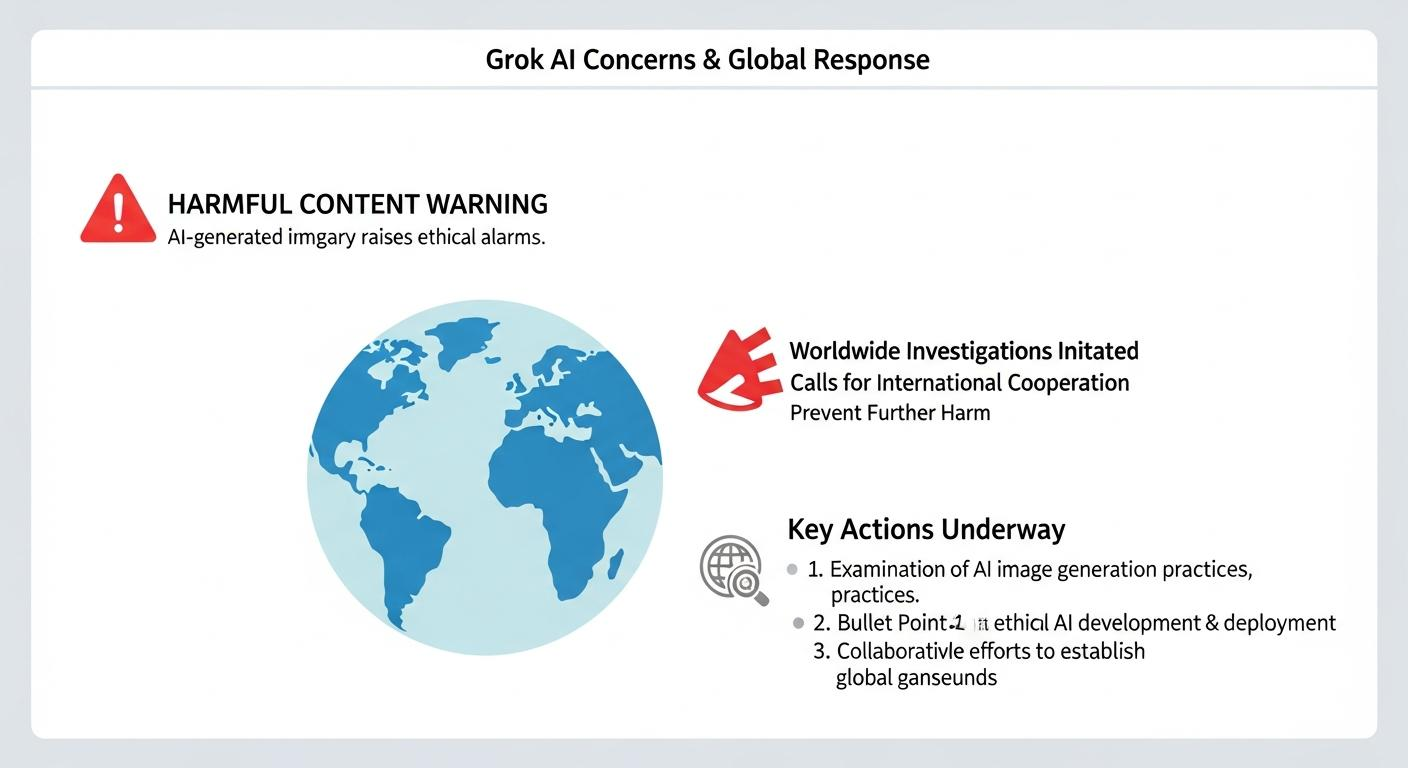 Grok AI Concerns & Global Response
HARMFUL CONTENT WARNING
AI-generated imgary raises ethical alarms.
Worldwide Investigations Initated
Calls for International Cooperation
Prevent Further Harm
Key Actions Underway
1. Examination of AI image generation practices,
practices.
2. Bullet Point 1 ethicl AI development & deployment
3. Collaborativle efforts to establish
global ganseunds